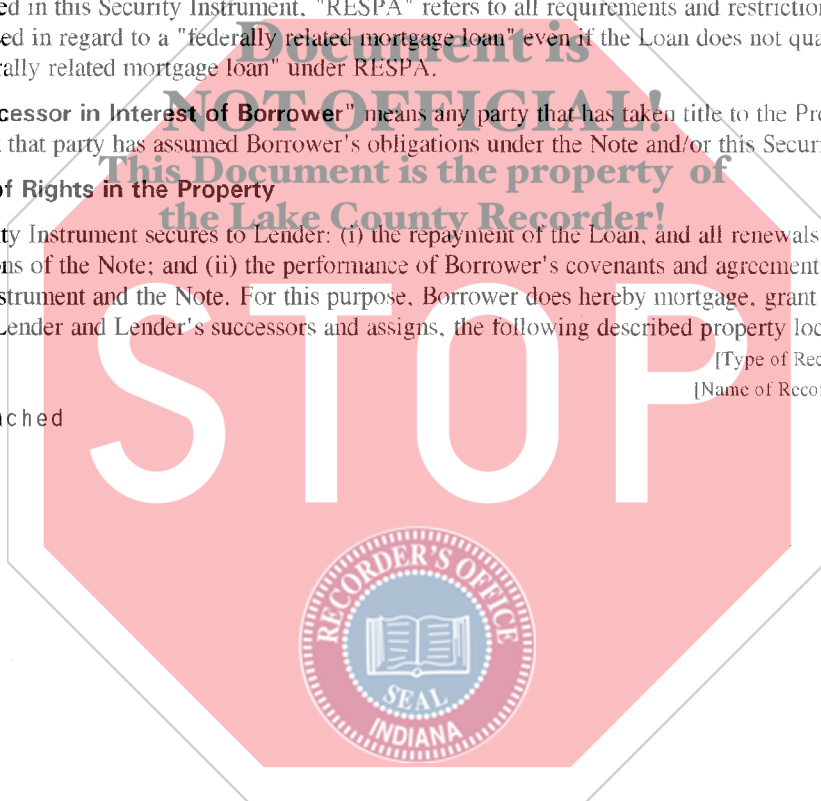 ed in this Security Instrument, "RESPA" refers to all requirements and restriction
ed in regard to a "federally related mortgage loan" even if the Loan does not qua
rally related mortgage loan" under RESPA.
cessor in Interest of Borrower" means any party that has taken title to the Pro
that party has assumed Borrower's obligations under the Note and/or this Securi
of Rights in the Property
ty Instrument secures to Lender: (i) the repayment of the Loan, and all renewals
ns of the Note; and (ii) the performance of Borrower's covenants and agreement
strument and the Note. For this purpose, Borrower does hereby mortgage, grant
Lender and Lender's successors and assigns, the following described property loc
[Type of Rec
[Name of Recor
ched
Document is
NOT OFFICIAL!
This Document is the property of
the Lake County Recorder!
STOP
RECORDER'S OFFICE
SEAL
INDIANA